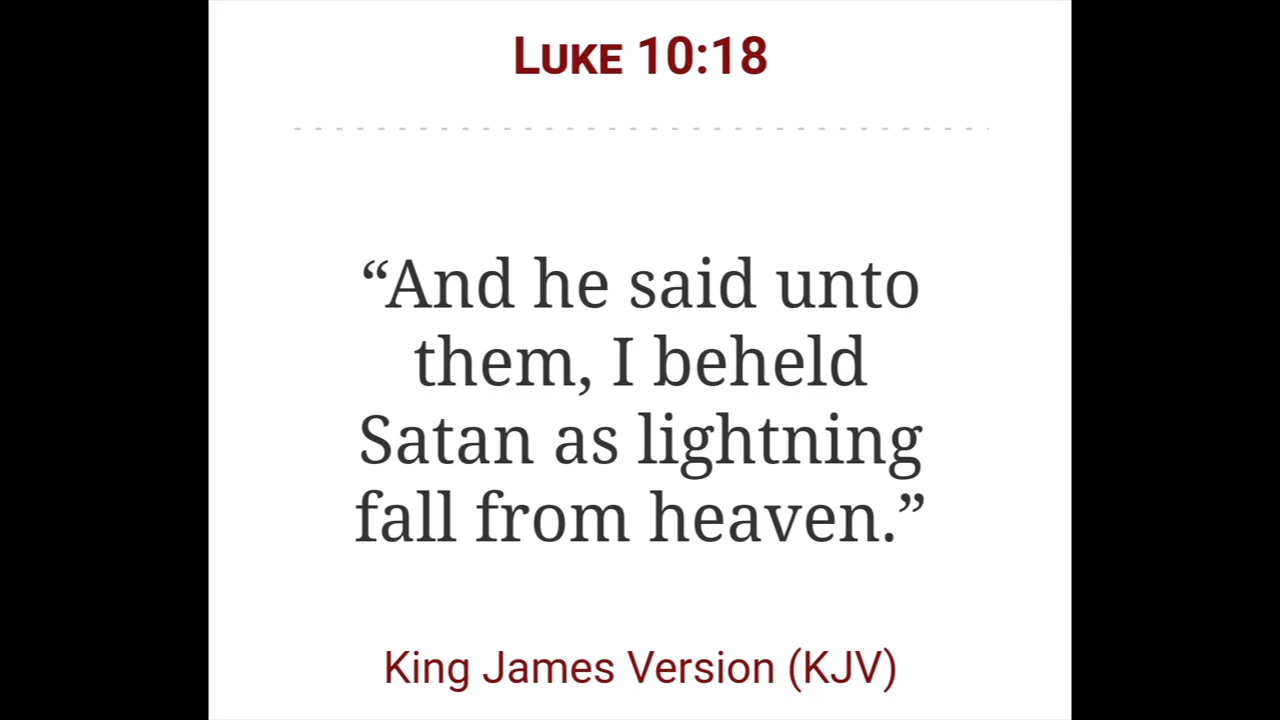 LUKE 10:18
“And he said unto
them, I beheld
Satan as lightning
fall from heaven.”
King James Version (KJV)